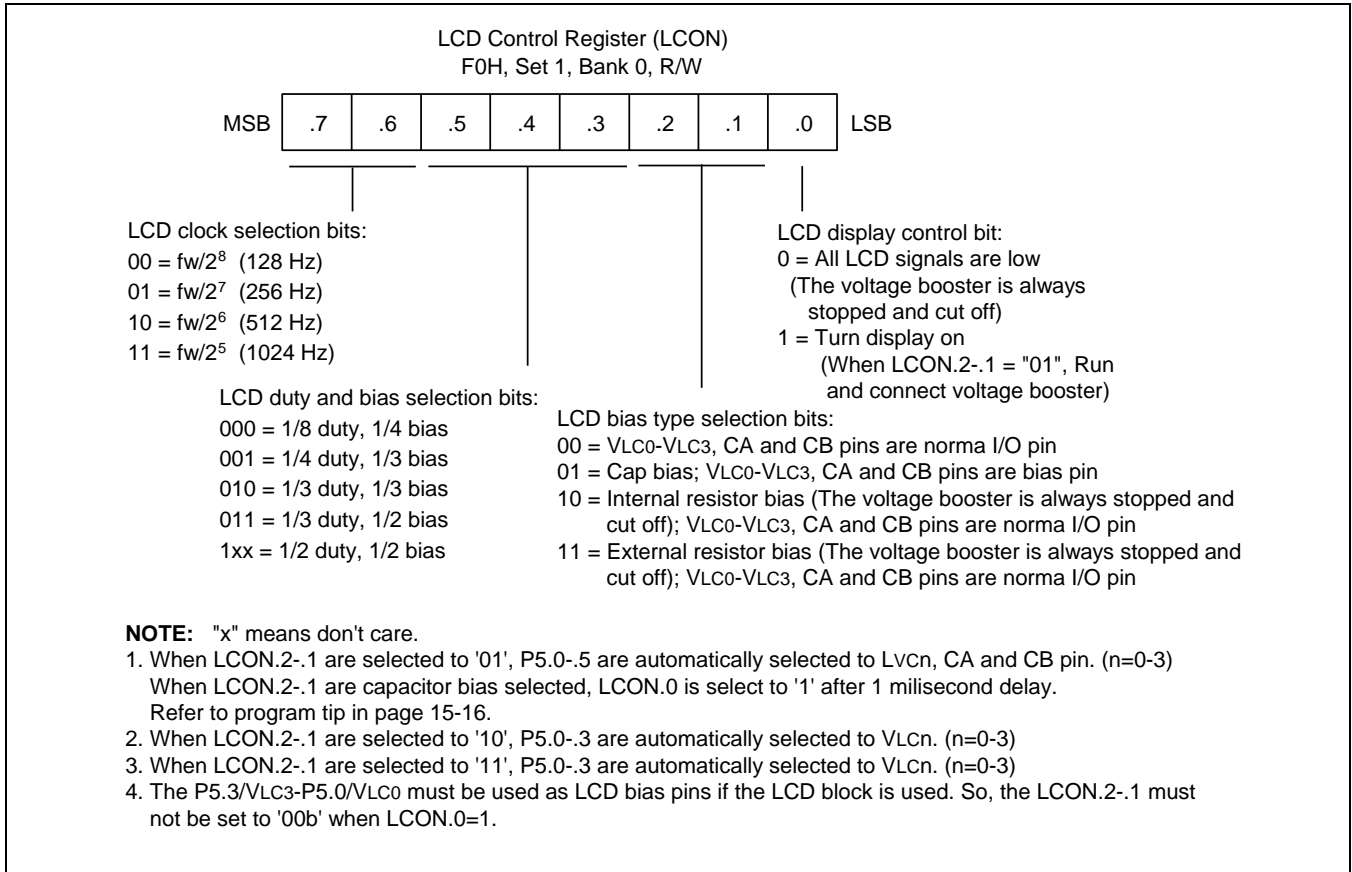 LCD Control Register (LCON)
F0H, Set 1, Bank 0, R/W
MSB .7 .6 .5 .4 .3 .2 .1 .0 LSB
LCD clock selection bits:
00 = fw/2⁸ (128 Hz)
01 = fw/2⁷ (256 Hz)
10 = fw/2⁶ (512 Hz)
11 = fw/2⁵ (1024 Hz)
LCD display control bit:
0 = All LCD signals are low
(The voltage booster is always
stopped and cut off)
1 = Turn display on
(When LCON.2-.1 = "01", Run
and connect voltage booster)
LCD duty and bias selection bits:
000 = 1/8 duty, 1/4 bias
001 = 1/4 duty, 1/3 bias
010 = 1/3 duty, 1/3 bias
011 = 1/3 duty, 1/2 bias
1xx = 1/2 duty, 1/2 bias
LCD bias type selection bits:
00 = VLC0-VLC3, CA and CB pins are norma I/O pin
01 = Cap bias; VLC0-VLC3, CA and CB pins are bias pin
10 = Internal resistor bias (The voltage booster is always stopped and
cut off); VLC0-VLC3, CA and CB pins are norma I/O pin
11 = External resistor bias (The voltage booster is always stopped and
cut off); VLC0-VLC3, CA and CB pins are norma I/O pin
NOTE: "x" means don't care.
1. When LCON.2-.1 are selected to '01', P5.0-.5 are automatically selected to LVCn, CA and CB pin. (n=0-3)
When LCON.2-.1 are capacitor bias selected, LCON.0 is select to '1' after 1 milisecond delay.
Refer to program tip in page 15-16.
2. When LCON.2-.1 are selected to '10', P5.0-.3 are automatically selected to VLCn. (n=0-3)
3. When LCON.2-.1 are selected to '11', P5.0-.3 are automatically selected to VLCn. (n=0-3)
4. The P5.3/VLC3-P5.0/VLC0 must be used as LCD bias pins if the LCD block is used. So, the LCON.2-.1 must
not be set to '00b' when LCON.0=1.